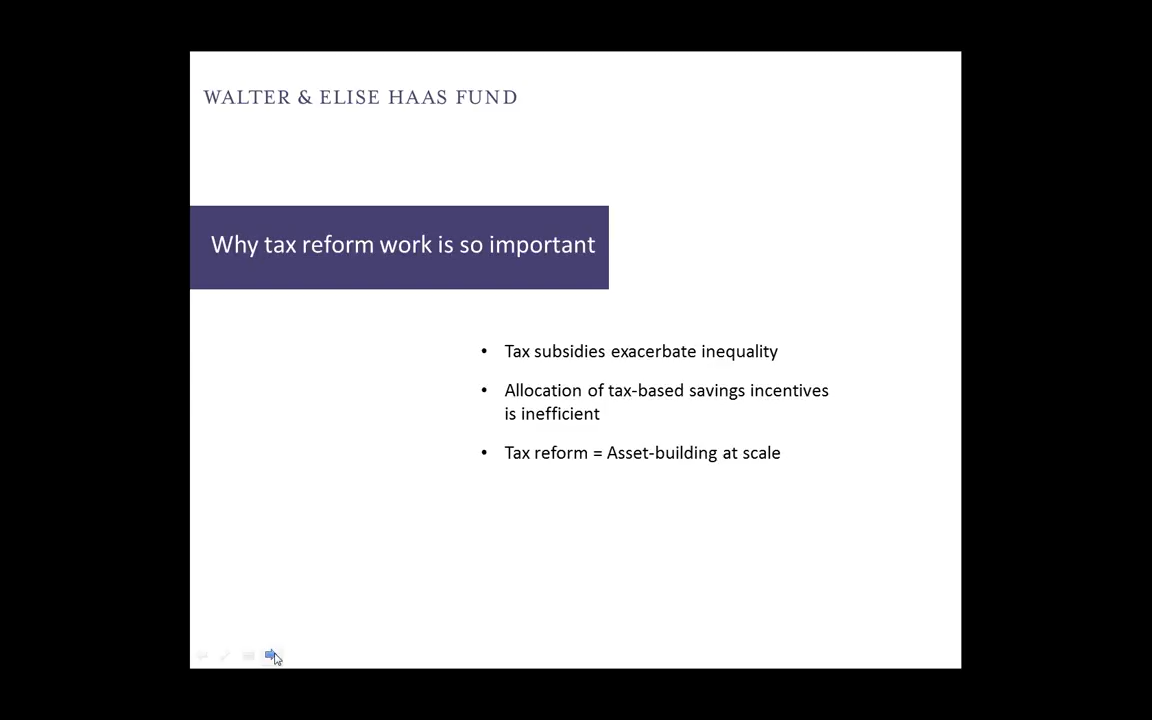 WALTER & ELISE HAAS FUND
Why tax reform work is so important
• Tax subsidies exacerbate inequality
• Allocation of tax-based savings incentives
is inefficient
• Tax reform = Asset-building at scale